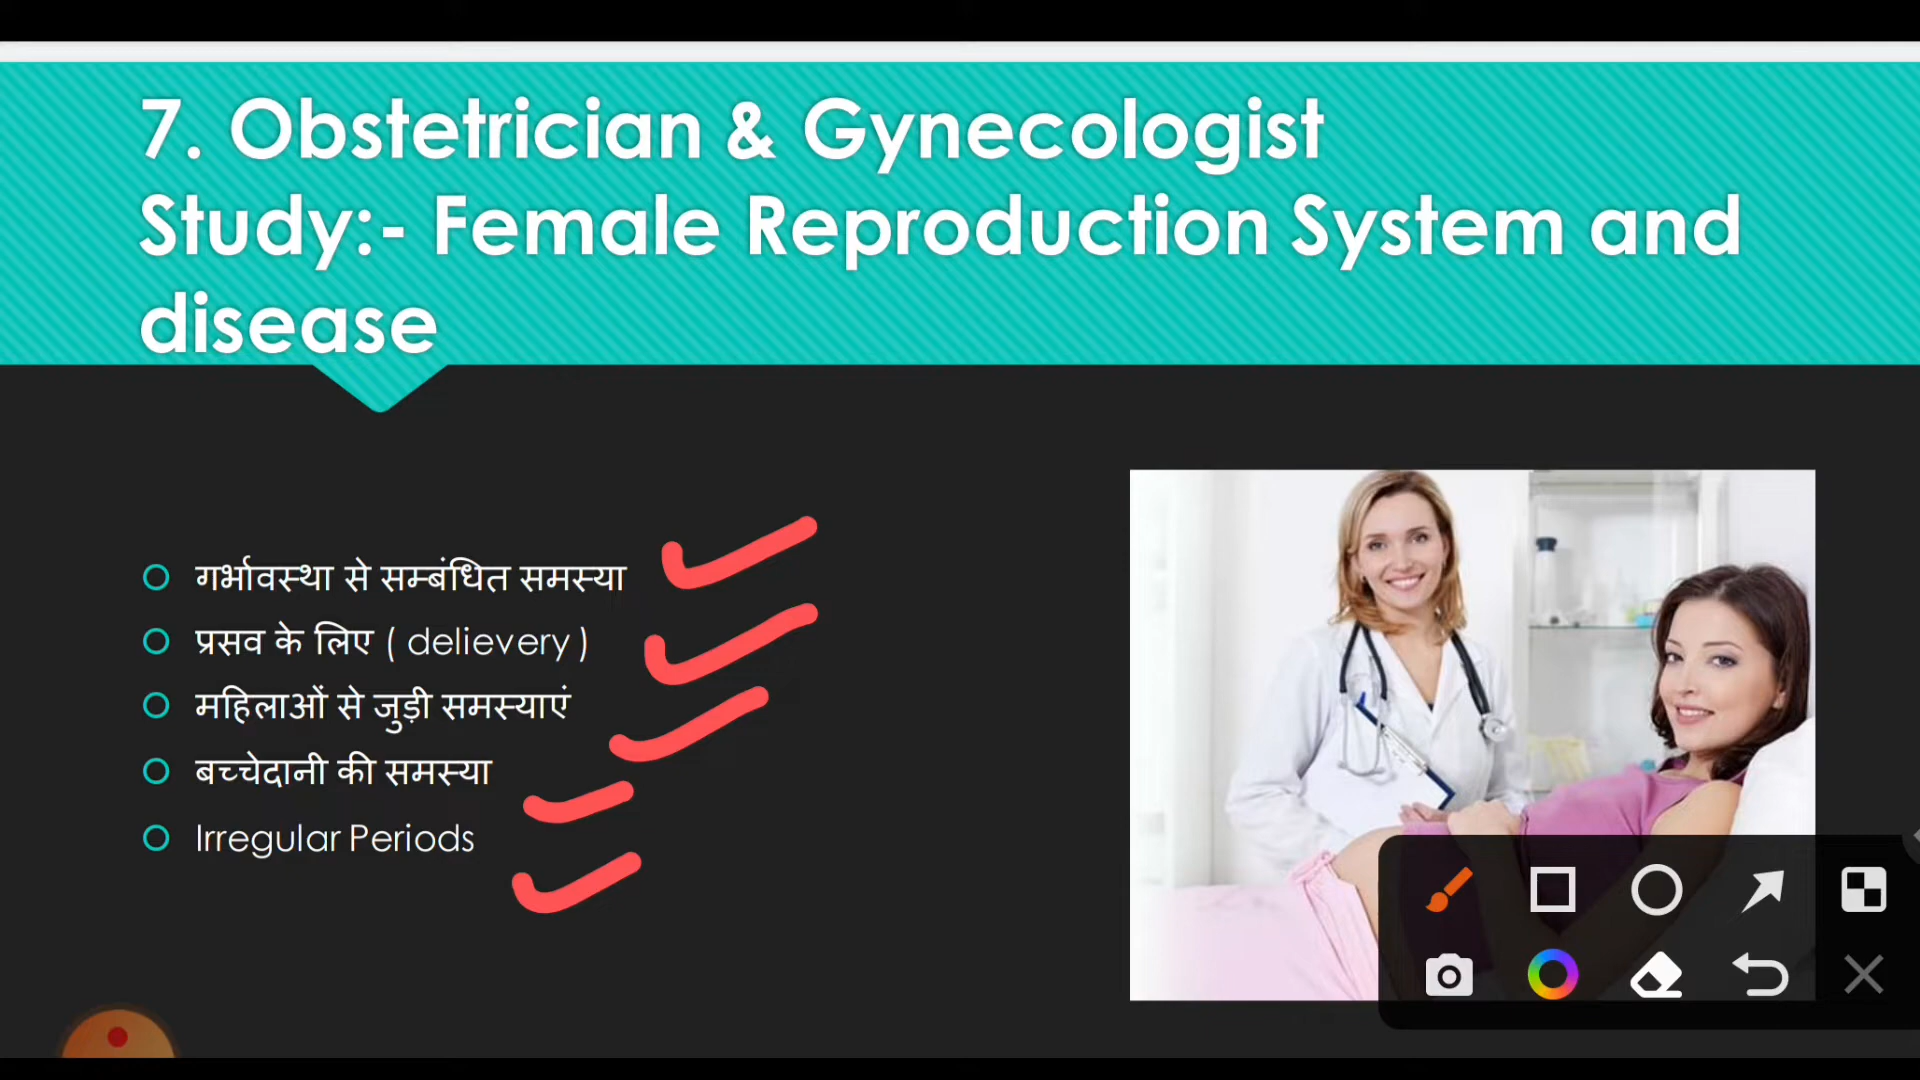 7. Obstetrician & Gynecologist
Study:- Female Reproduction System and
disease
गर्भावस्था से सम्बंधित समस्या
प्रसव के लिए ( delievery )
महिलाओं से जुड़ी समस्याएं
बच्चेदानी की समस्या
Irregular Periods